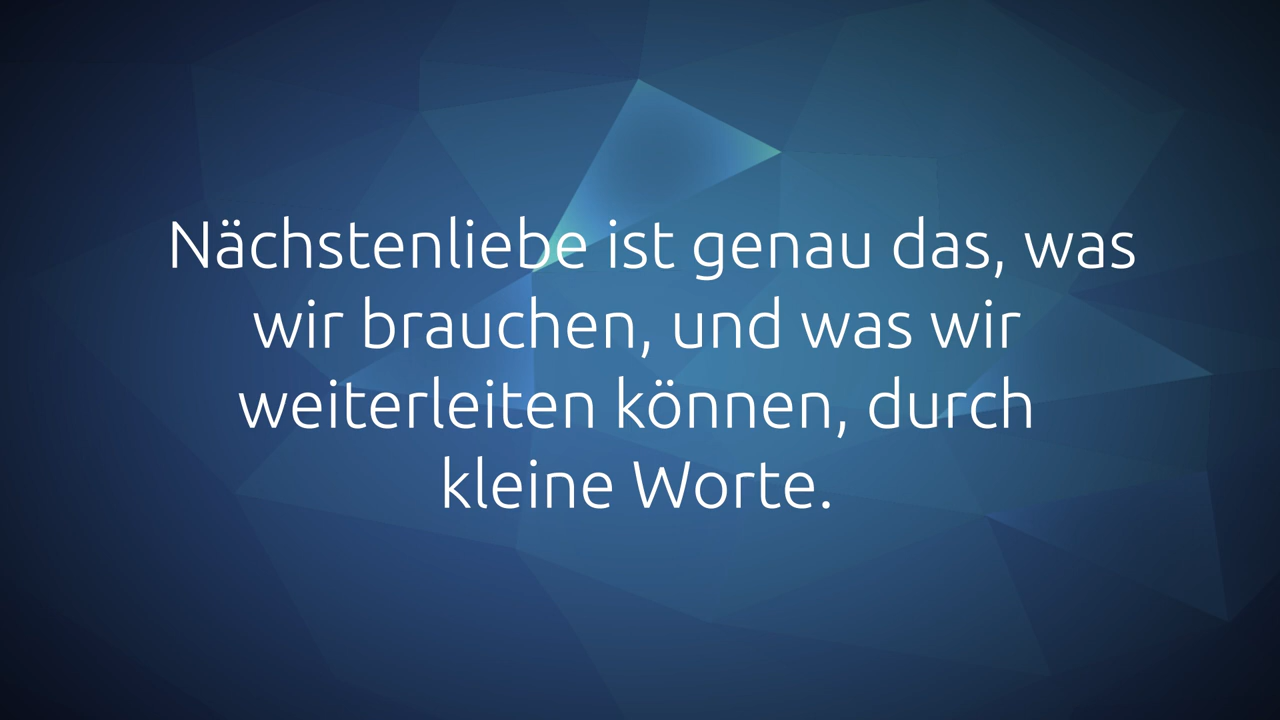 Nächstenliebe ist genau das, was
wir brauchen, und was wir
weiterleiten können, durch
kleine Worte.